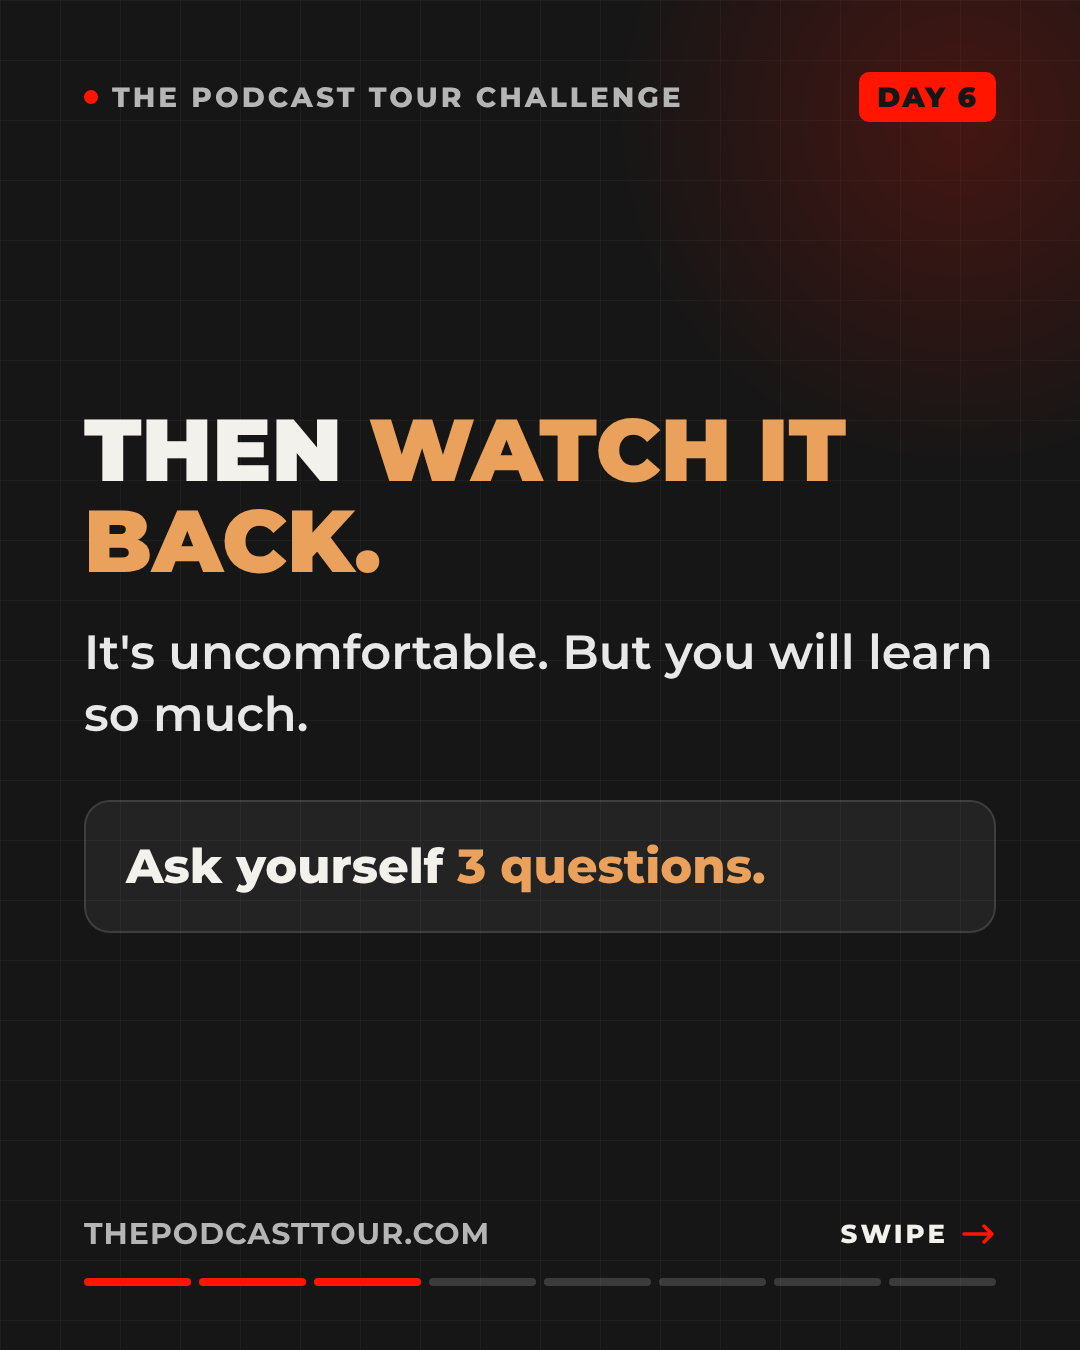 THE PODCAST TOUR CHALLENGE
DAY 6
THEN WATCH IT
BACK.
It's uncomfortable. But you will learn
so much.
Ask yourself 3 questions.
THEPODCASTTOUR.COM
SWIPE →